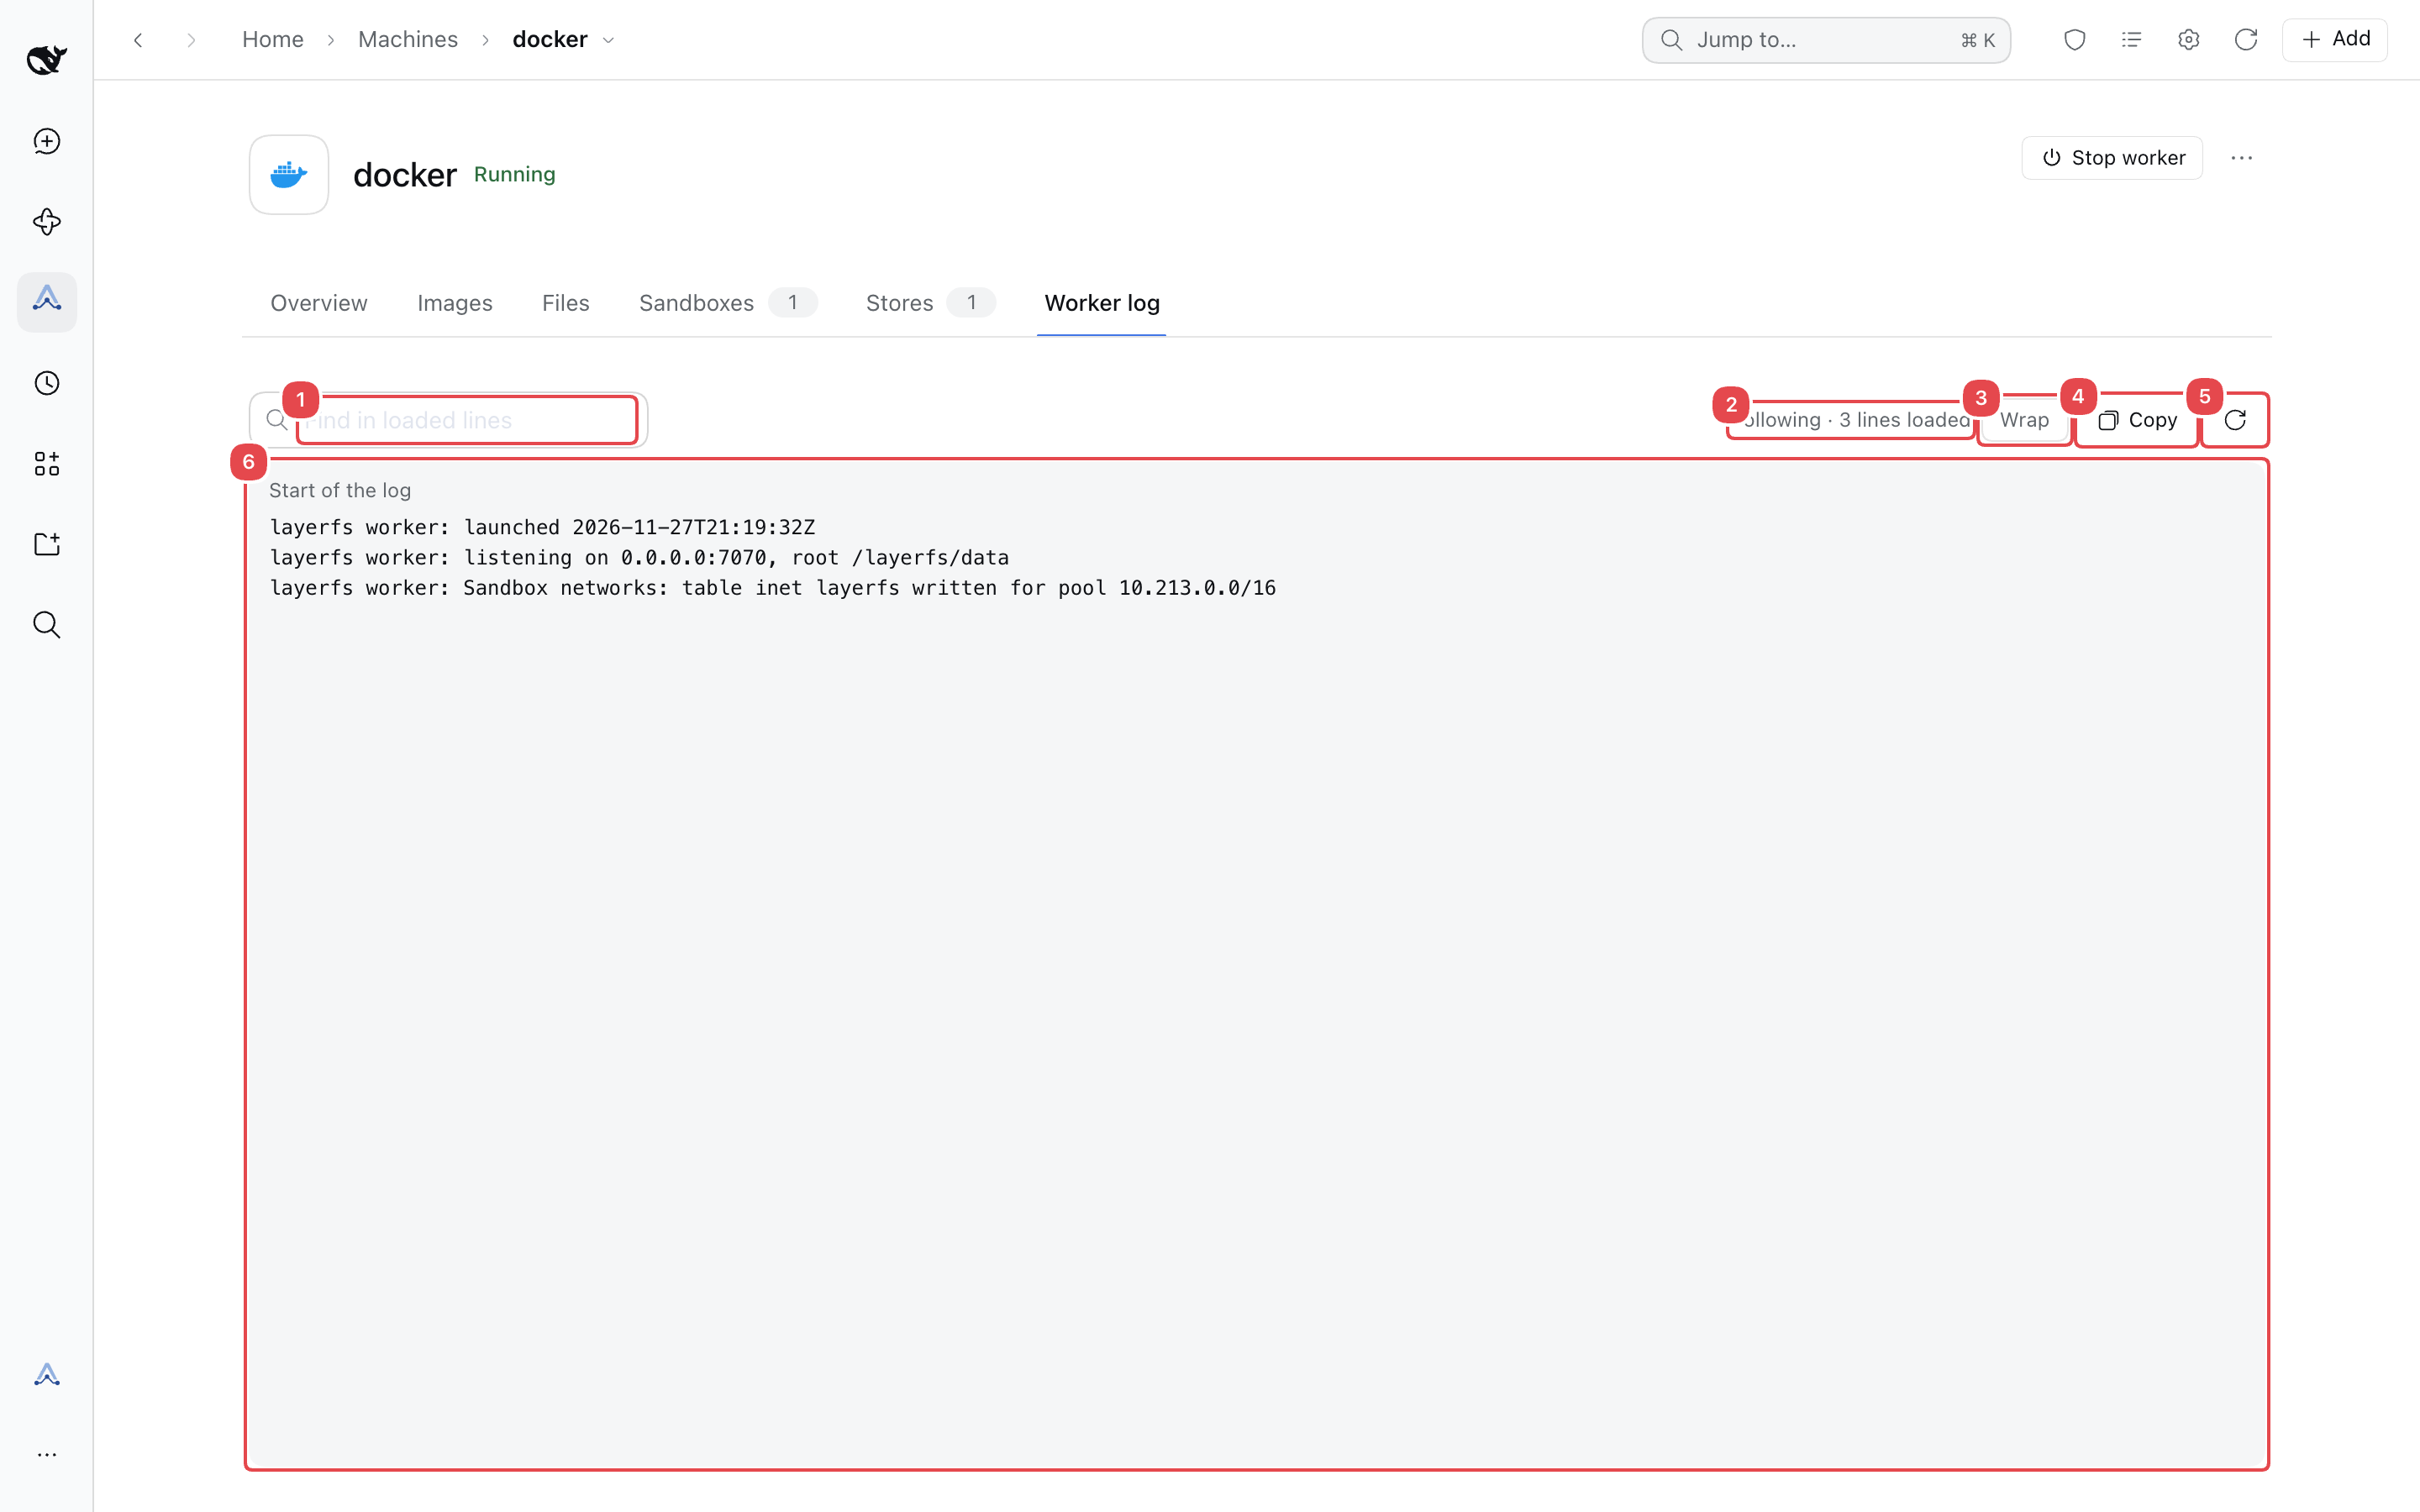 Home > Machines > docker
Jump to... ⌘ K
+ Add
docker Running
Stop worker
Overview Images Files Sandboxes 1 Stores 1 Worker log
1 2 3 4 5
ind in loaded lines
ollowing · 3 lines loaded
Wrap
Copy
6
Start of the log
layerfs worker: launched 2026-11-27T21:19:32Z
layerfs worker: listening on 0.0.0.0:7070, root /layerfs/data
layerfs worker: Sandbox networks: table inet layerfs written for pool 10.213.0.0/16